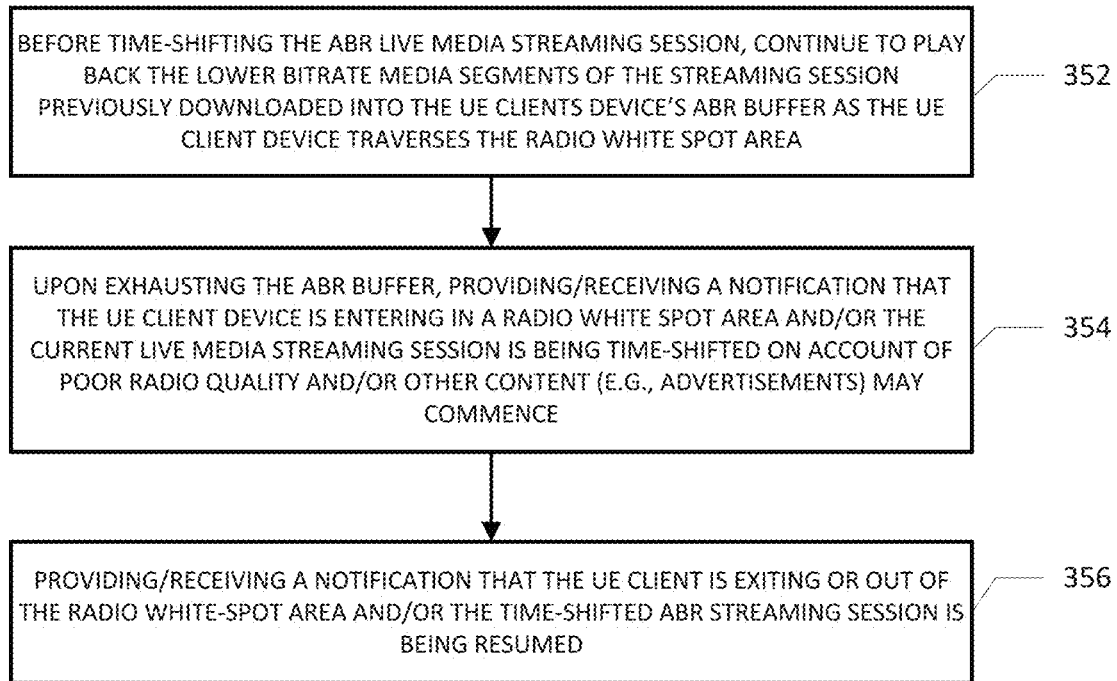 BEFORE TIME-SHIFTING THE ABR LIVE MEDIA STREAMING SESSION, CONTINUE TO PLAY
BACK THE LOWER BITRATE MEDIA SEGMENTS OF THE STREAMING SESSION
PREVIOUSLY DOWNLOADED INTO THE UE CLIENTS DEVICE'S ABR BUFFER AS THE UE
CLIENT DEVICE TRAVERSES THE RADIO WHITE SPOT AREA
352
UPON EXHAUSTING THE ABR BUFFER, PROVIDING/RECEIVING A NOTIFICATION THAT
THE UE CLIENT DEVICE IS ENTERING IN A RADIO WHITE SPOT AREA AND/OR THE
CURRENT LIVE MEDIA STREAMING SESSION IS BEING TIME-SHIFTED ON ACCOUNT OF
POOR RADIO QUALITY AND/OR OTHER CONTENT (E.G., ADVERTISEMENTS) MAY
COMMENCE
354
PROVIDING/RECEIVING A NOTIFICATION THAT THE UE CLIENT IS EXITING OR OUT OF
THE RADIO WHITE-SPOT AREA AND/OR THE TIME-SHIFTED ABR STREAMING SESSION IS
BEING RESUMED
356